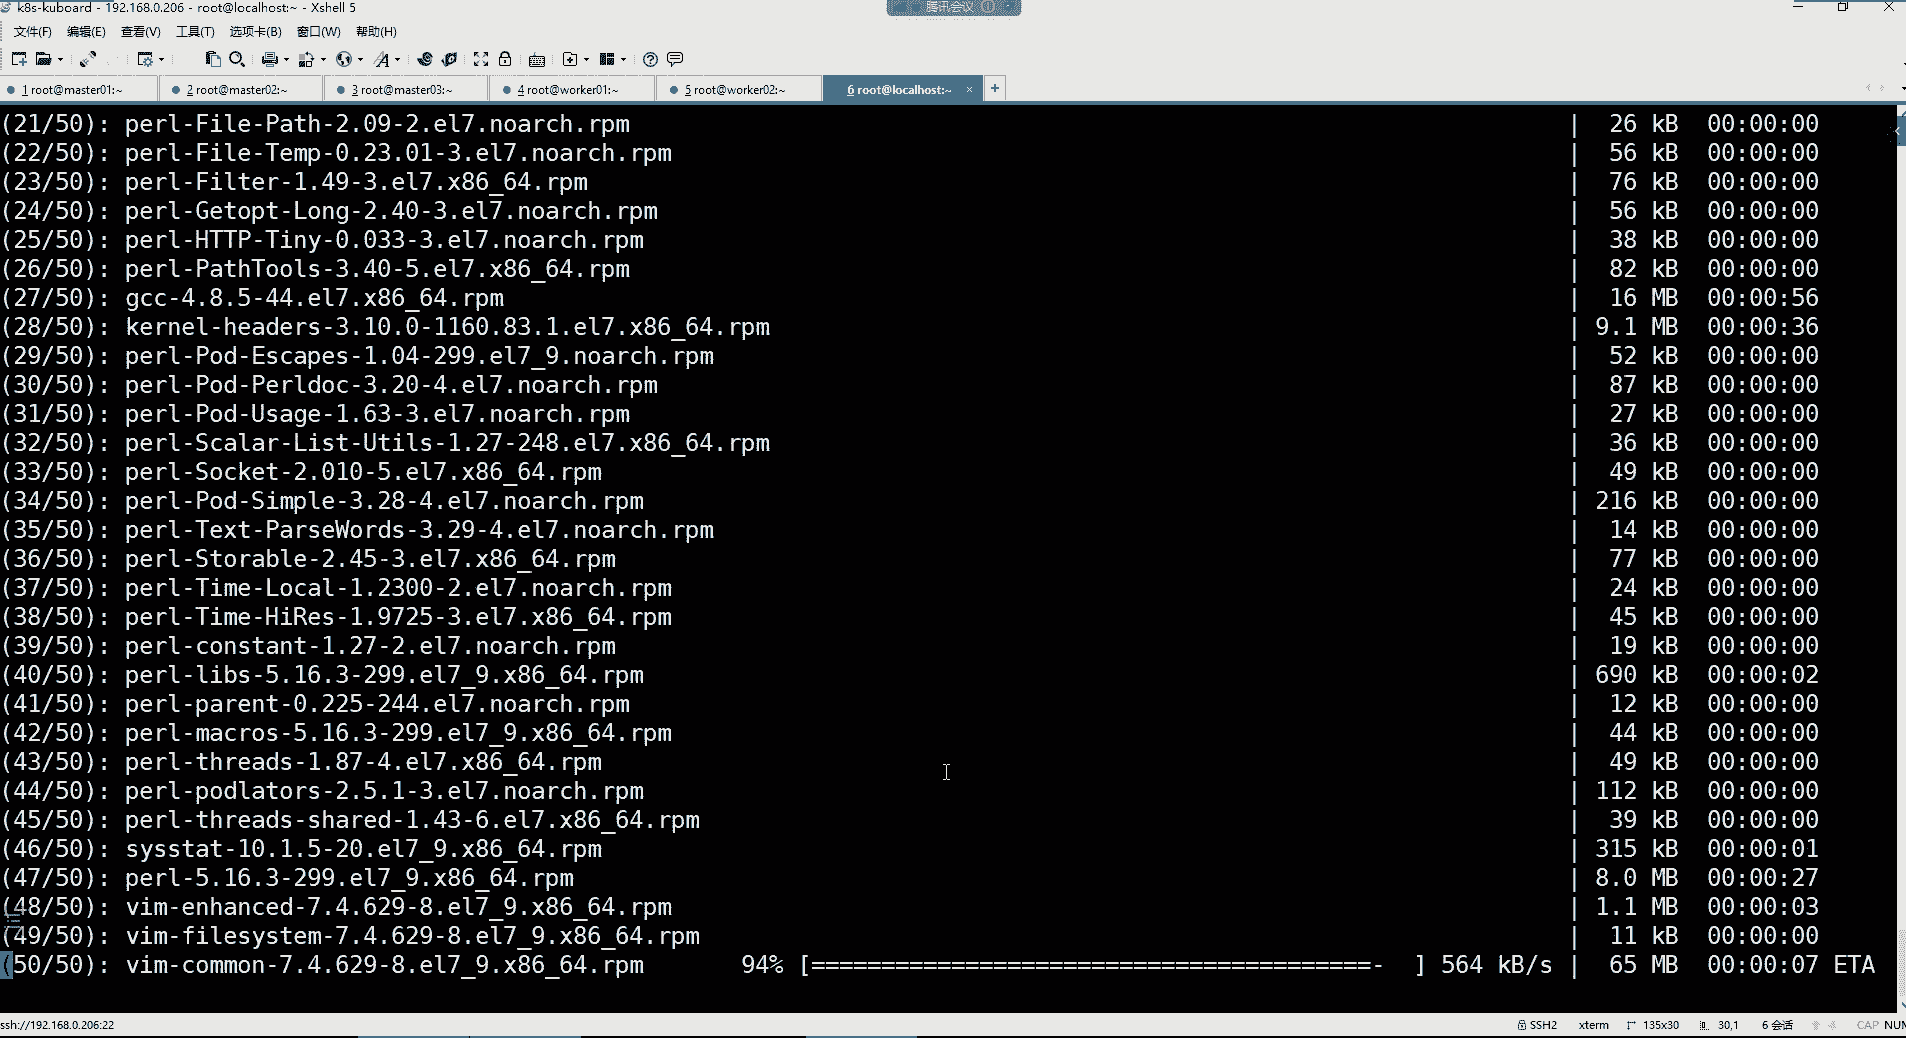 k8s-kuboard - 192.168.0.206 - root@localhost:~ - Xshell 5
腾讯会议
文件(F) 编辑(E) 查看(V) 工具(T) 选项卡(B) 窗口(W) 帮助(H)
1 root@master01:~ 2 root@master02:~ 3 root@master03:~ 4 root@worker01:~ 5 root@worker02:~ 6 root@localhost:~ × +
(21/50): perl-File-Path-2.09-2.el7.noarch.rpm | 26 kB 00:00:00
(22/50): perl-File-Temp-0.23.01-3.el7.noarch.rpm | 56 kB 00:00:00
(23/50): perl-Filter-1.49-3.el7.x86_64.rpm | 76 kB 00:00:00
(24/50): perl-Getopt-Long-2.40-3.el7.noarch.rpm | 56 kB 00:00:00
(25/50): perl-HTTP-Tiny-0.033-3.el7.noarch.rpm | 38 kB 00:00:00
(26/50): perl-PathTools-3.40-5.el7.x86_64.rpm | 82 kB 00:00:00
(27/50): gcc-4.8.5-44.el7.x86_64.rpm | 16 MB 00:00:56
(28/50): kernel-headers-3.10.0-1160.83.1.el7.x86_64.rpm | 9.1 MB 00:00:36
(29/50): perl-Pod-Escapes-1.04-299.el7_9.noarch.rpm | 52 kB 00:00:00
(30/50): perl-Pod-Perldoc-3.20-4.el7.noarch.rpm | 87 kB 00:00:00
(31/50): perl-Pod-Usage-1.63-3.el7.noarch.rpm | 27 kB 00:00:00
(32/50): perl-Scalar-List-Utils-1.27-248.el7.x86_64.rpm | 36 kB 00:00:00
(33/50): perl-Socket-2.010-5.el7.x86_64.rpm | 49 kB 00:00:00
(34/50): perl-Pod-Simple-3.28-4.el7.noarch.rpm | 216 kB 00:00:00
(35/50): perl-Text-ParseWords-3.29-4.el7.noarch.rpm | 14 kB 00:00:00
(36/50): perl-Storable-2.45-3.el7.x86_64.rpm | 77 kB 00:00:00
(37/50): perl-Time-Local-1.2300-2.el7.noarch.rpm | 24 kB 00:00:00
(38/50): perl-Time-HiRes-1.9725-3.el7.x86_64.rpm | 45 kB 00:00:00
(39/50): perl-constant-1.27-2.el7.noarch.rpm | 19 kB 00:00:00
(40/50): perl-libs-5.16.3-299.el7_9.x86_64.rpm | 690 kB 00:00:02
(41/50): perl-parent-0.225-244.el7.noarch.rpm | 12 kB 00:00:00
(42/50): perl-macros-5.16.3-299.el7_9.x86_64.rpm | 44 kB 00:00:00
(43/50): perl-threads-1.87-4.el7.x86_64.rpm | 49 kB 00:00:00
(44/50): perl-podlators-2.5.1-3.el7.noarch.rpm | 112 kB 00:00:00
(45/50): perl-threads-shared-1.43-6.el7.x86_64.rpm | 39 kB 00:00:00
(46/50): sysstat-10.1.5-20.el7_9.x86_64.rpm | 315 kB 00:00:01
(47/50): perl-5.16.3-299.el7_9.x86_64.rpm | 8.0 MB 00:00:27
(48/50): vim-enhanced-7.4.629-8.el7_9.x86_64.rpm | 1.1 MB 00:00:03
(49/50): vim-filesystem-7.4.629-8.el7_9.x86_64.rpm | 11 kB 00:00:00
(50/50): vim-common-7.4.629-8.el7_9.x86_64.rpm 94% [========================================- ] 564 kB/s | 65 MB 00:00:07 ETA
ssh://192.168.0.206:22 SSH2 xterm 135x30 30,1 6 会话 CAP NUM